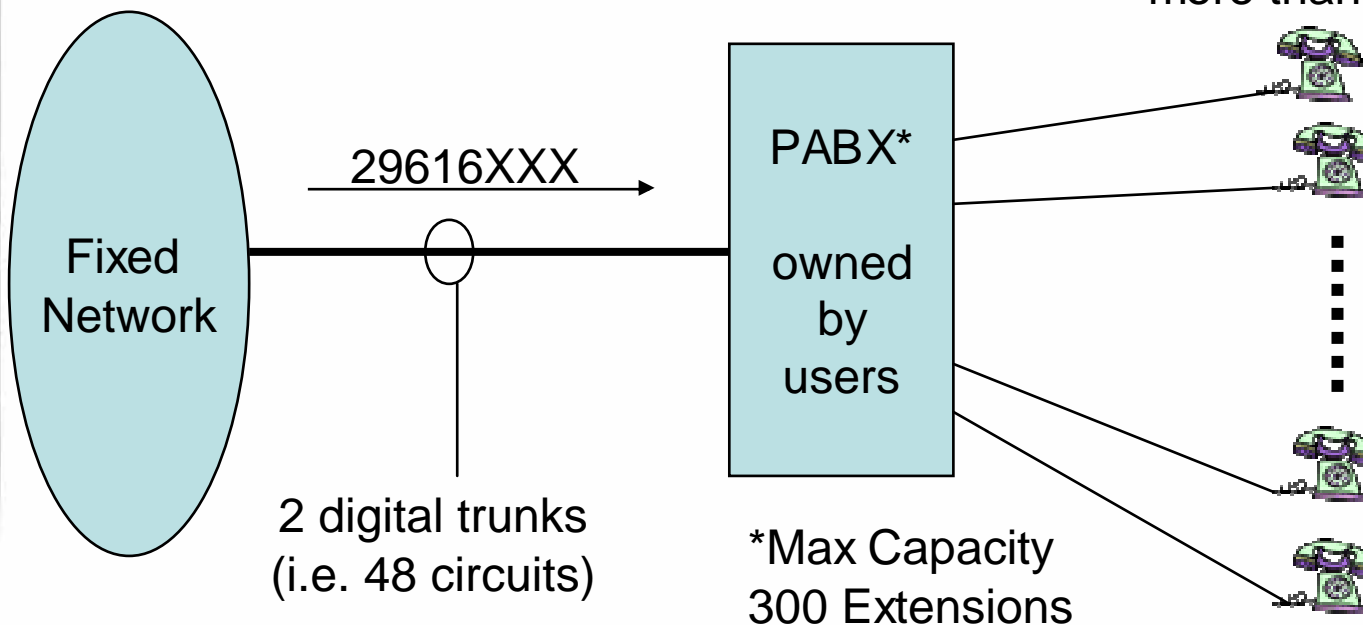 more than
29616XXX
PABX*
owned
by
users
Fixed
Network
2 digital trunks
(i.e. 48 circuits)
*Max Capacity
300 Extensions